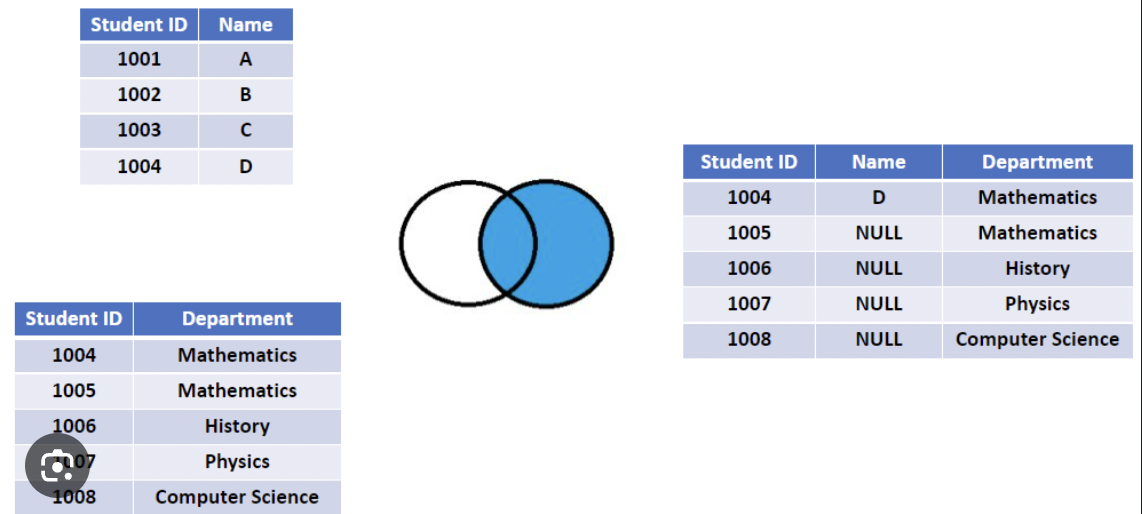 Student ID Name
1001 A
1002 B
1003 C
1004 D
Student ID Department
1004 Mathematics
1005 Mathematics
1006 History
07 Physics
1008 Computer Science
Student ID Name Department
1004 D Mathematics
1005 NULL Mathematics
1006 NULL History
1007 NULL Physics
1008 NULL Computer Science